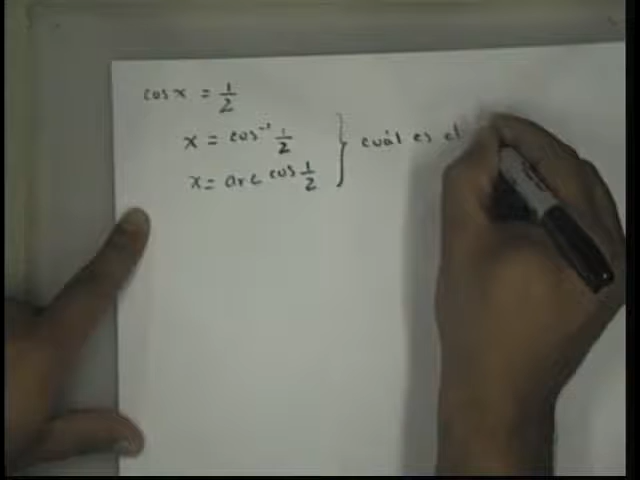 cos x = 1/2
x = cos⁻¹ 1/2
x = arc cos 1/2
} cuál es el